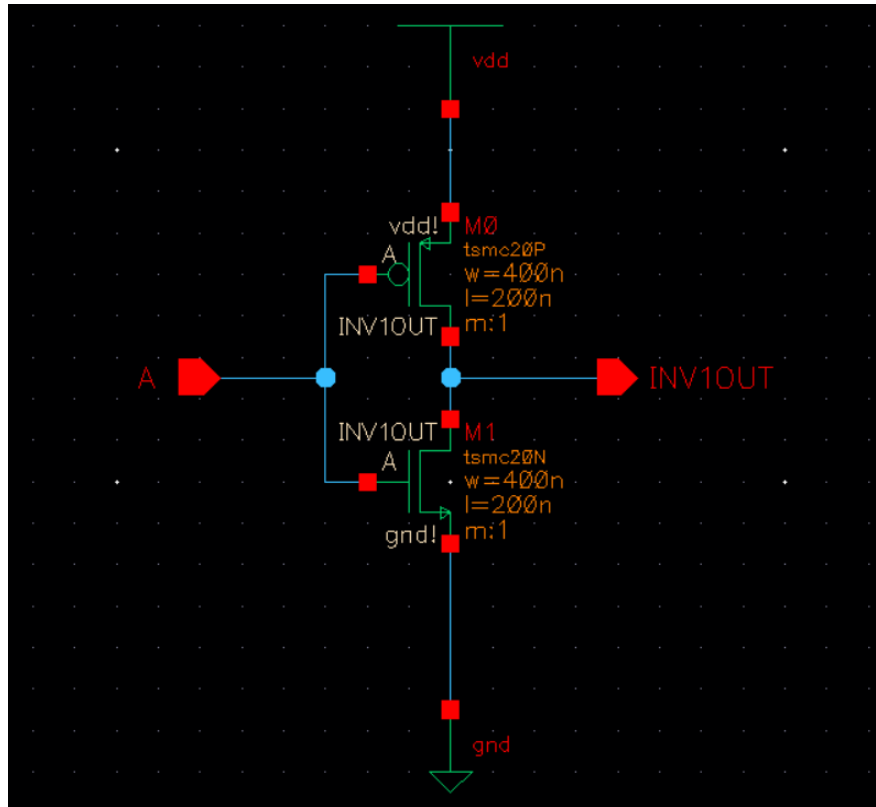 vdd
vdd!
M0
A
tsmc20P
w=400n
l=200n
INV1OUT
m:1
A
INV1OUT
INV1OUT
M1
A
tsmc20N
w=400n
l=200n
gnd!
m:1
gnd